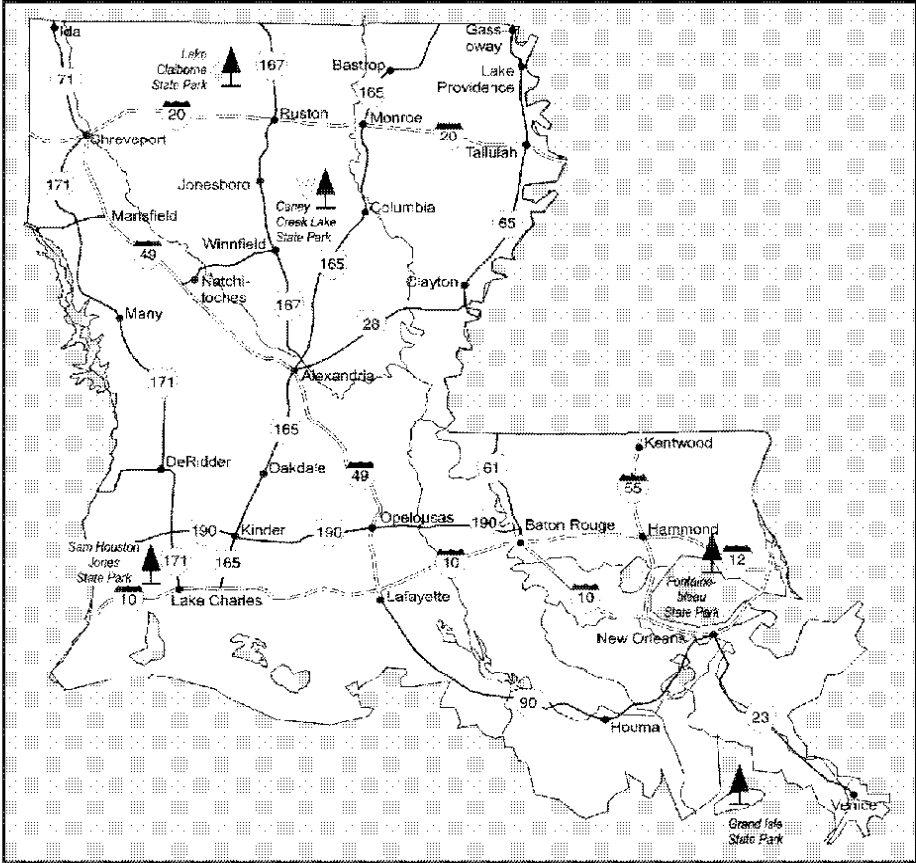 Ida
Gass
oway
Lake
Claiborne
State Park
167
Bastrop
Lake
Providence
71
165
20
Ruston
Monroe
20
Shreveport
Tallulah
171
Jonesboro
Caney
Creek Lake
State Park
Columbia
Mansfield
65
49
Winnfield
165
Natchi-
toches
Clayton
167
28
Many
Alexandria
171
165
Kentwood
61
DeRidder
Oakdale
49
55
190
Kinder
190
Opelousas
190
Baton Rouge
Hammond
Sam Houston
Jones
State Park
171
165
10
12
10
Lake Charles
Lafayette
10
Fontaine-
bleau
State Park
New Orleans
90
Houma
23
Venice
Grand Isle
State Park